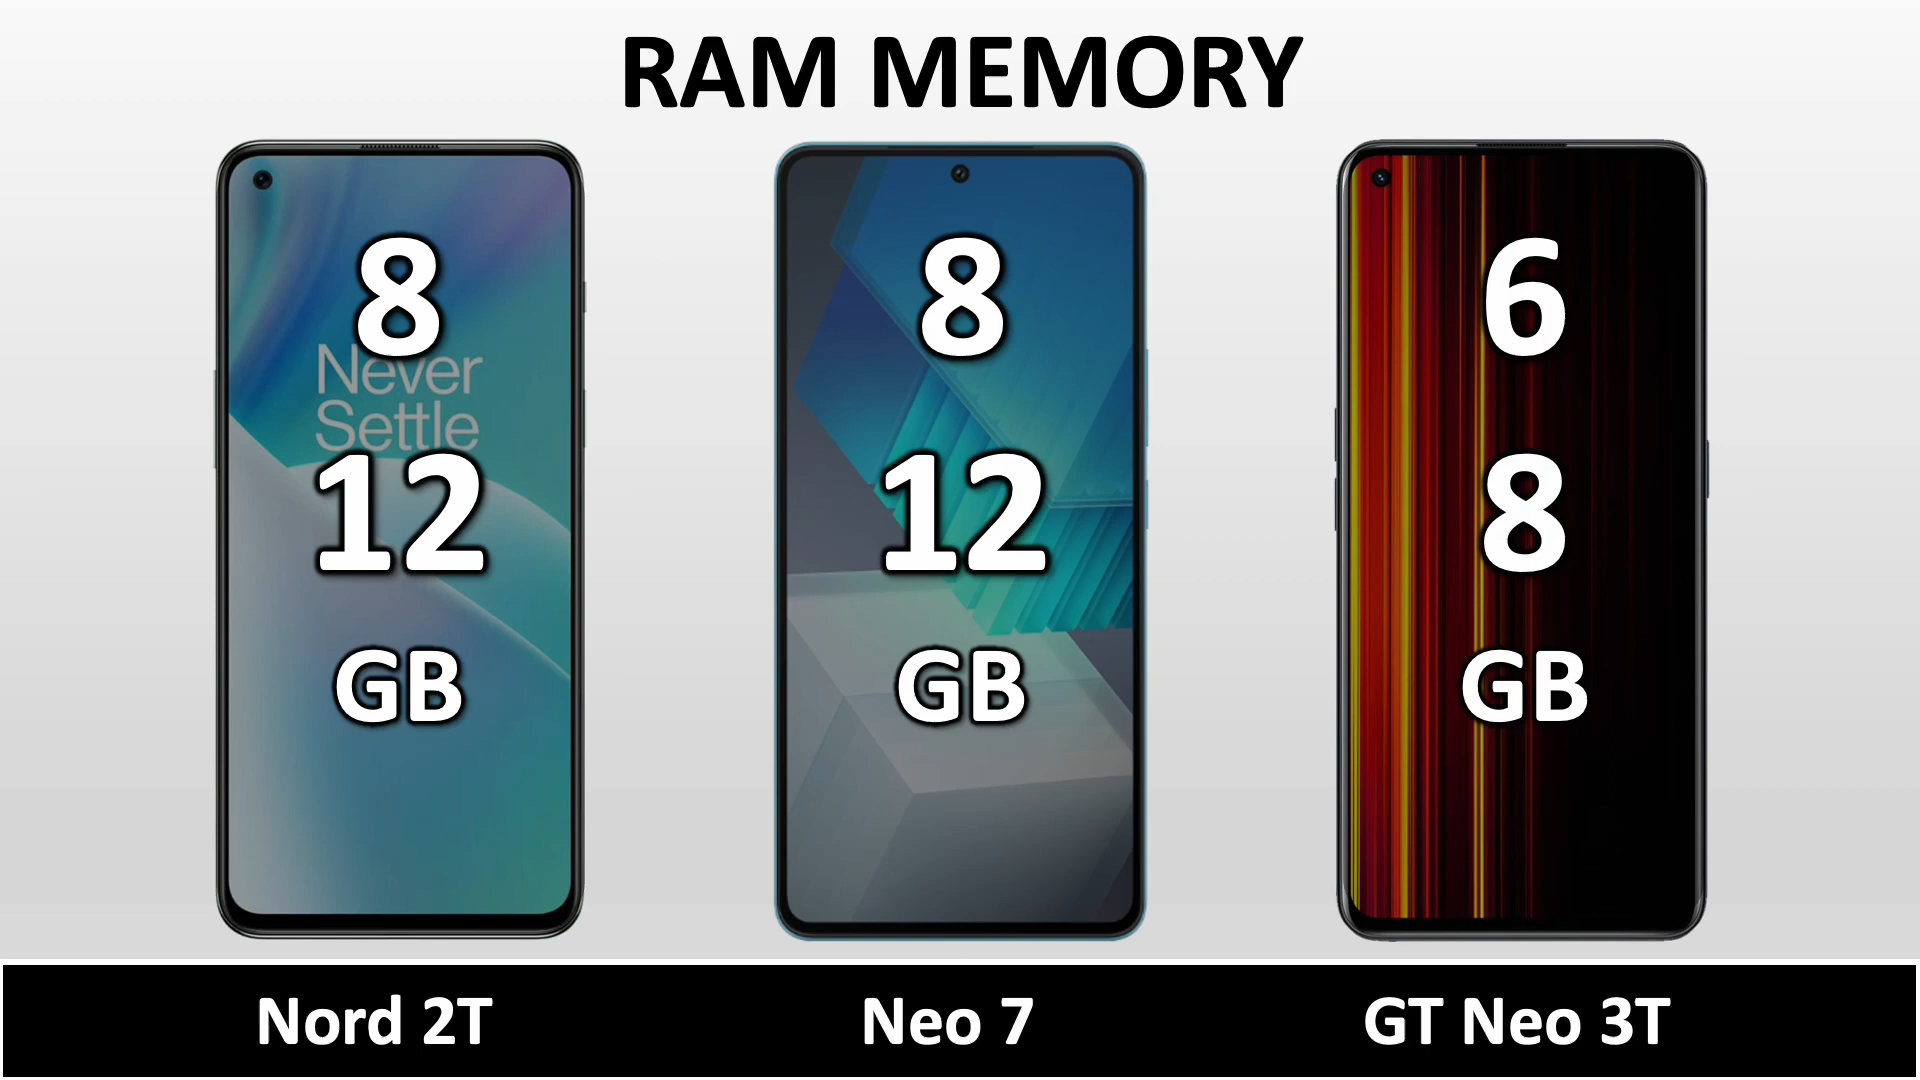 RAM MEMORY
8
Never
Settle
12
GB
8
12
GB
6
8
GB
Nord 2T
Neo 7
GT Neo 3T